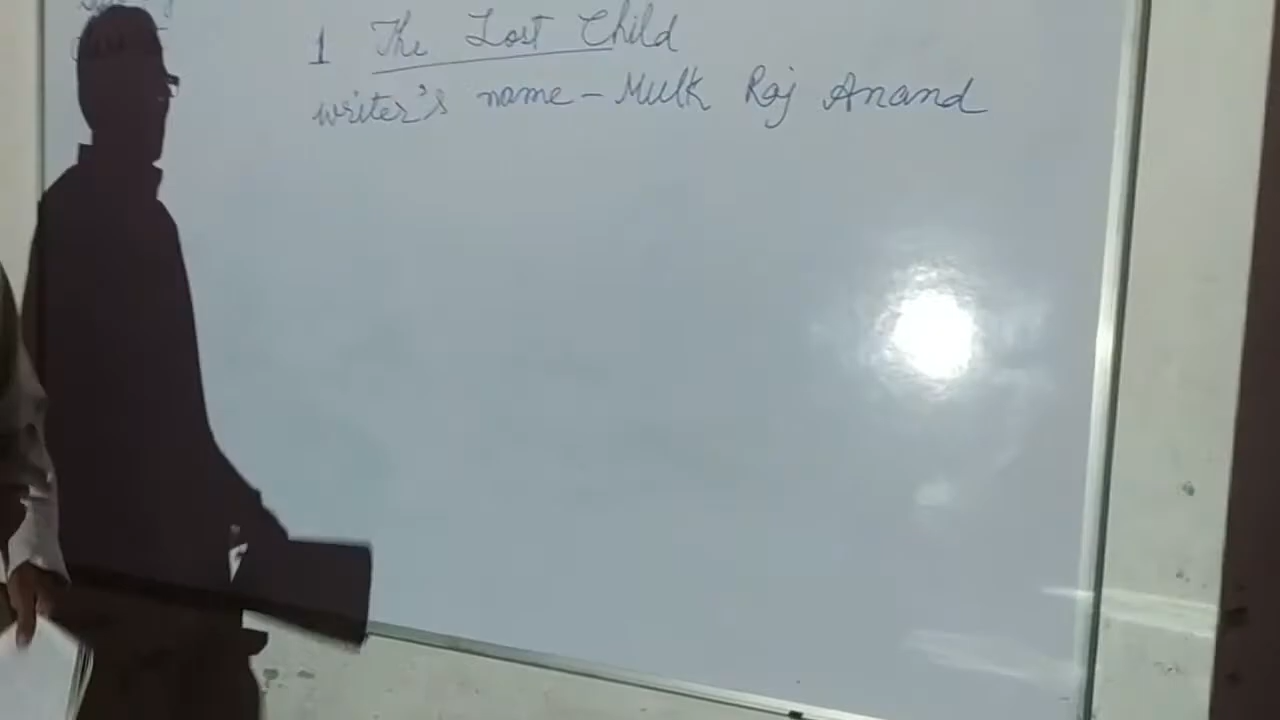 1 The Lost Child
writer's name - Mulk Raj Anand